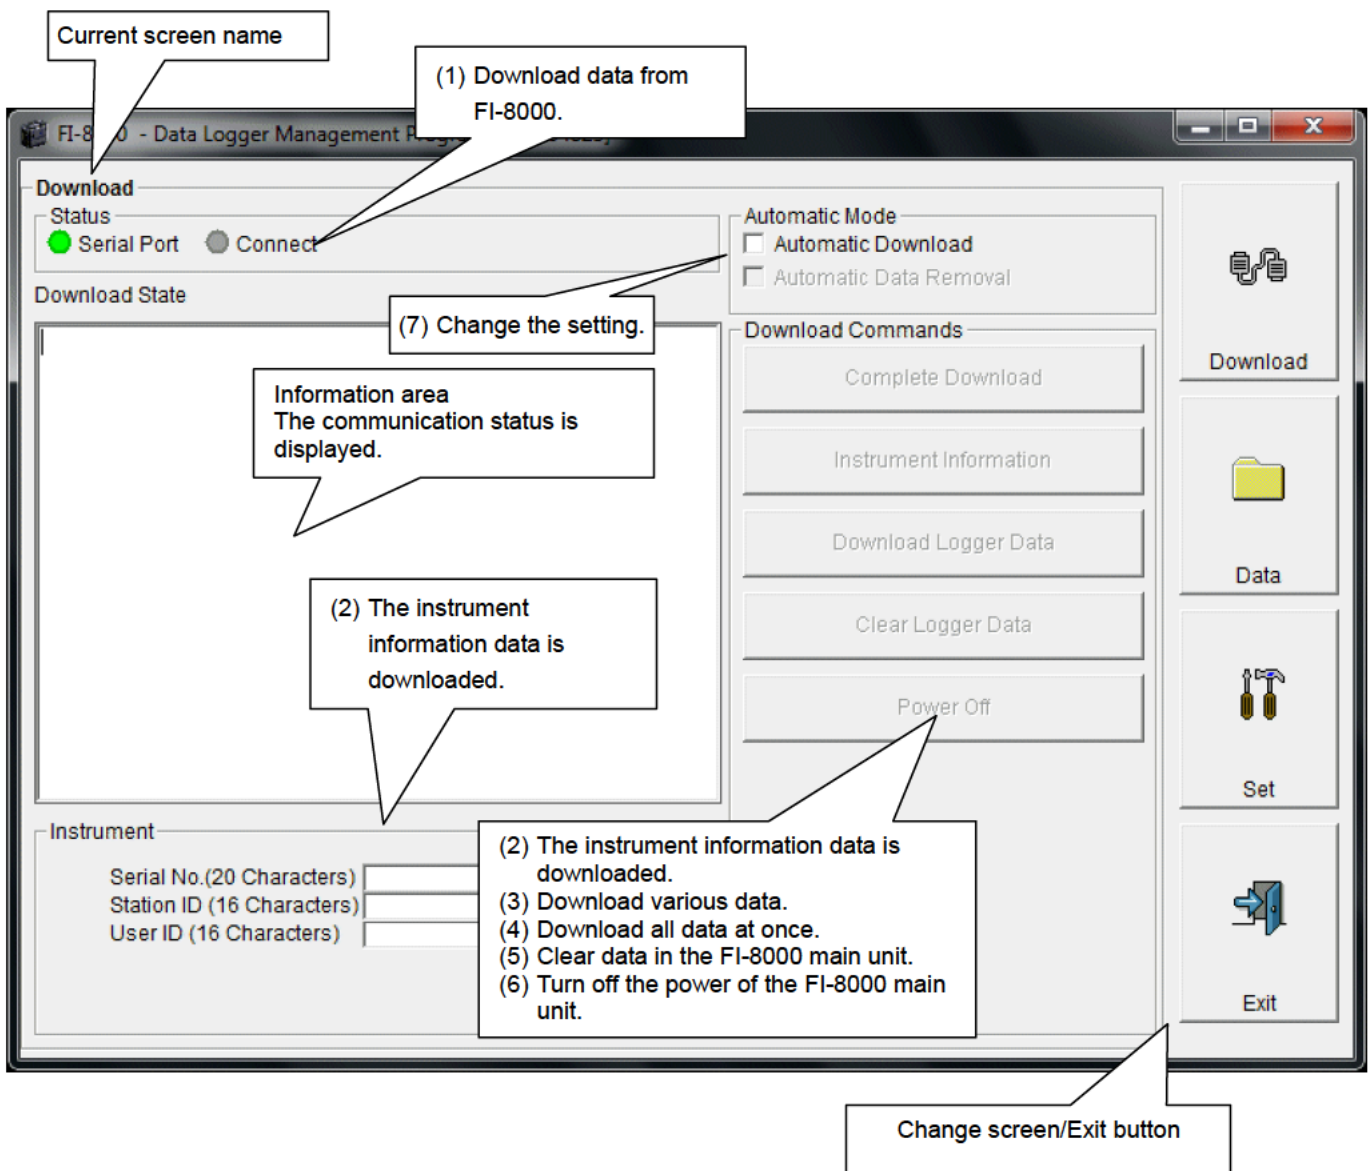 Current screen name
(1) Download data from
FI-8000.
FI-8 0 - Data Logger Management P
Download
Status
Serial Port
Connect
Automatic Mode
Automatic Download
Automatic Data Removal
Download State
(7) Change the setting.
Download Commands
Complete Download
Instrument Information
Download Logger Data
Clear Logger Data
Power Off
Information area
The communication status is
displayed.
(2) The instrument
information data is
downloaded.
Instrument
Serial No.(20 Characters)
Station ID (16 Characters)
User ID (16 Characters)
(2) The instrument information data is
downloaded.
(3) Download various data.
(4) Download all data at once.
(5) Clear data in the FI-8000 main unit.
(6) Turn off the power of the FI-8000 main
unit.
Download
Data
Set
Exit
Change screen/Exit button